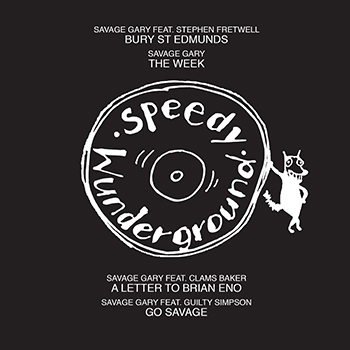 SAVAGE GARY FEAT. STEPHEN FRETWELL
BURY ST EDMUNDS
SAVAGE GARY
THE WEEK
·Speedy·
Wunderground
SAVAGE GARY FEAT. CLAMS BAKER
A LETTER TO BRIAN ENO
SAVAGE GARY FEAT. GUILTY SIMPSON
GO SAVAGE